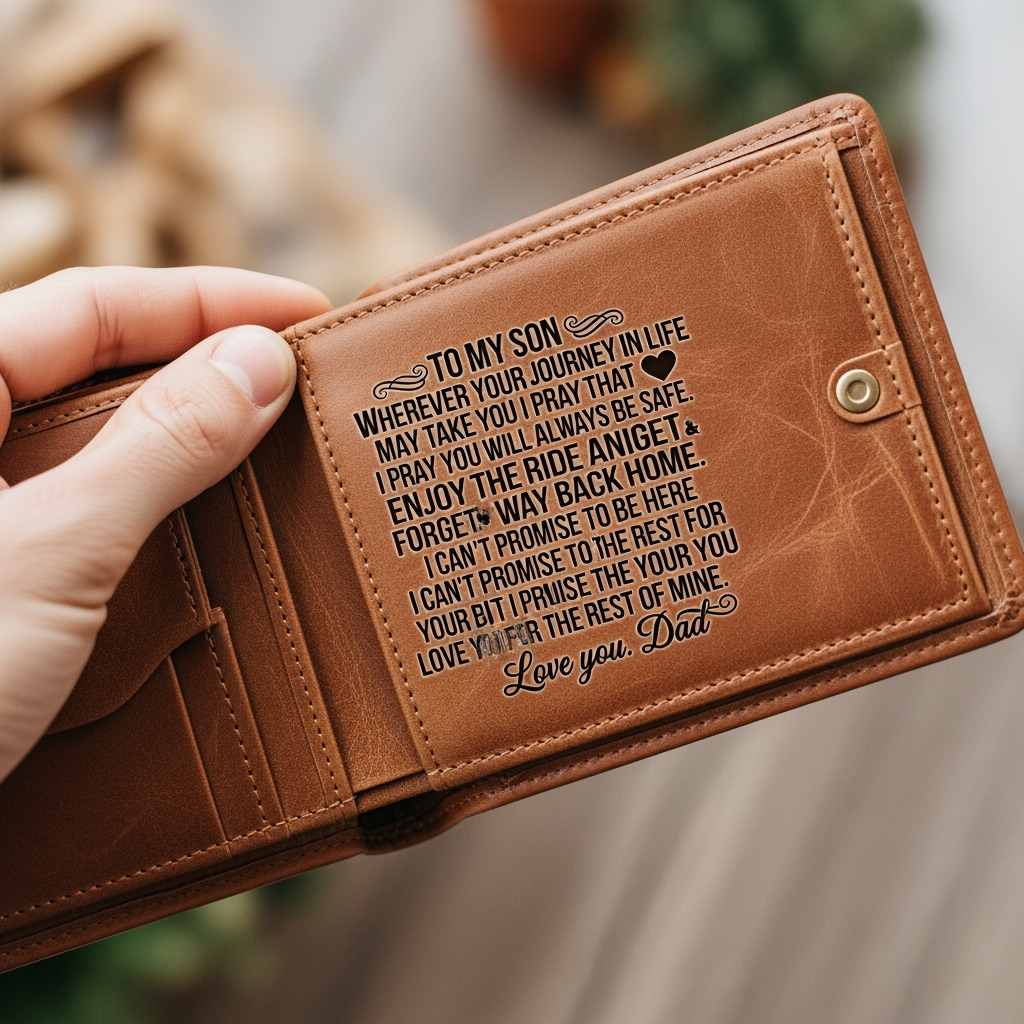 TO MY SON
WHEREVER YOUR JOURNEY IN LIFE
MAY TAKE YOU I PRAY THAT
I PRAY YOU WILL ALWAYS BE SAFE.
ENJOY THE RIDE ANIGET &
FORGET WAY BACK HOME.
I CAN'T PROMISE TO BE HERE
I CAN'T PROMISE TO THE REST FOR
YOUR BIT I PRUISE THE YOUR YOU
LOVE THE REST OF MINE.
Love you. Dad